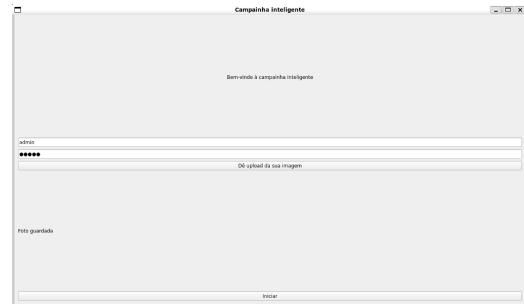 Campainha inteligente
Bem-vinde à campainha inteligente
admin
●●●●●
Dê upload da sua imagem
Foto guardada
Iniciar